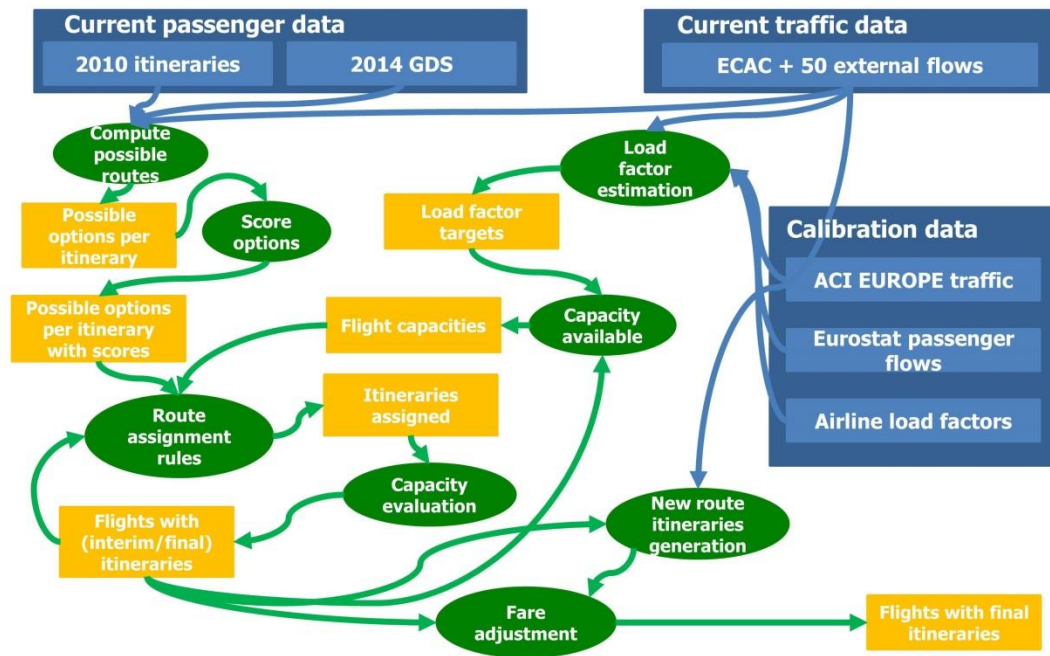 Current passenger data
2010 itineraries
2014 GDS
Current traffic data
ECAC + 50 external flows
Compute
possible
routes
Load
factor
estimation
Possible
options per
itinerary
Score
options
Load factor
targets
Calibration data
ACI EUROPE traffic
Eurostat passenger
flows
Airline load factors
Possible options
per itinerary
with scores
Flight capacities
Capacity
available
Route
assignment
rules
Itineraries
assigned
Capacity
evaluation
New route
itineraries
generation
Flights with
(interim/final)
itineraries
Fare
adjustment
Flights with final
itineraries